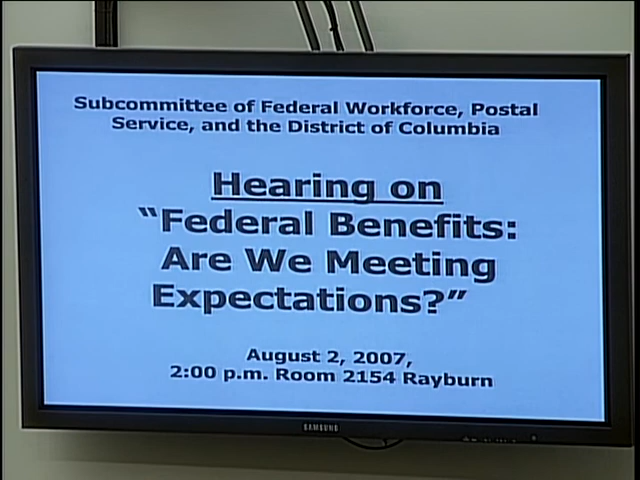 Subcommittee of Federal Workforce, Postal
Service, and the District of Columbia
Hearing on
“Federal Benefits:
Are We Meeting
Expectations?”
August 2, 2007,
2:00 p.m. Room 2154 Rayburn
SAMSUNG